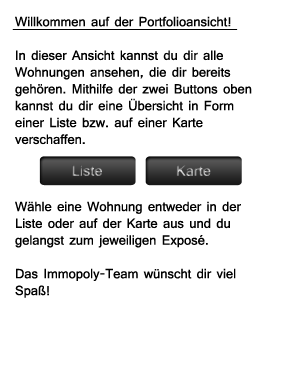 Willkommen auf der Portfolioansicht!
In dieser Ansicht kannst du dir alle
Wohnungen ansehen, die dir bereits
gehören. Mithilfe der zwei Buttons oben
kannst du dir eine Übersicht in Form
einer Liste bzw. auf einer Karte
verschaffen.
Liste Karte
Wähle eine Wohnung entweder in der
Liste oder auf der Karte aus und du
gelangst zum jeweiligen Exposé.
Das Immopoly-Team wünscht dir viel
Spaß!